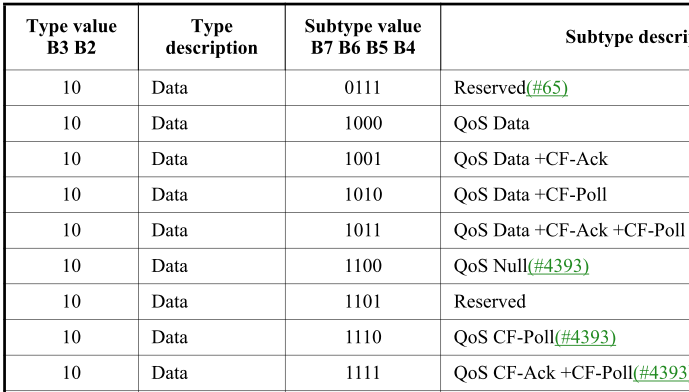 Type value Type Subtype value Subtype descri
B3 B2 description B7 B6 B5 B4
10 Data 0111 Reserved(#65)
10 Data 1000 QoS Data
10 Data 1001 QoS Data +CF-Ack
10 Data 1010 QoS Data +CF-Poll
10 Data 1011 QoS Data +CF-Ack +CF-Poll
10 Data 1100 QoS Null(#4393)
10 Data 1101 Reserved
10 Data 1110 QoS CF-Poll(#4393)
10 Data 1111 QoS CF-Ack +CF-Poll(#4393